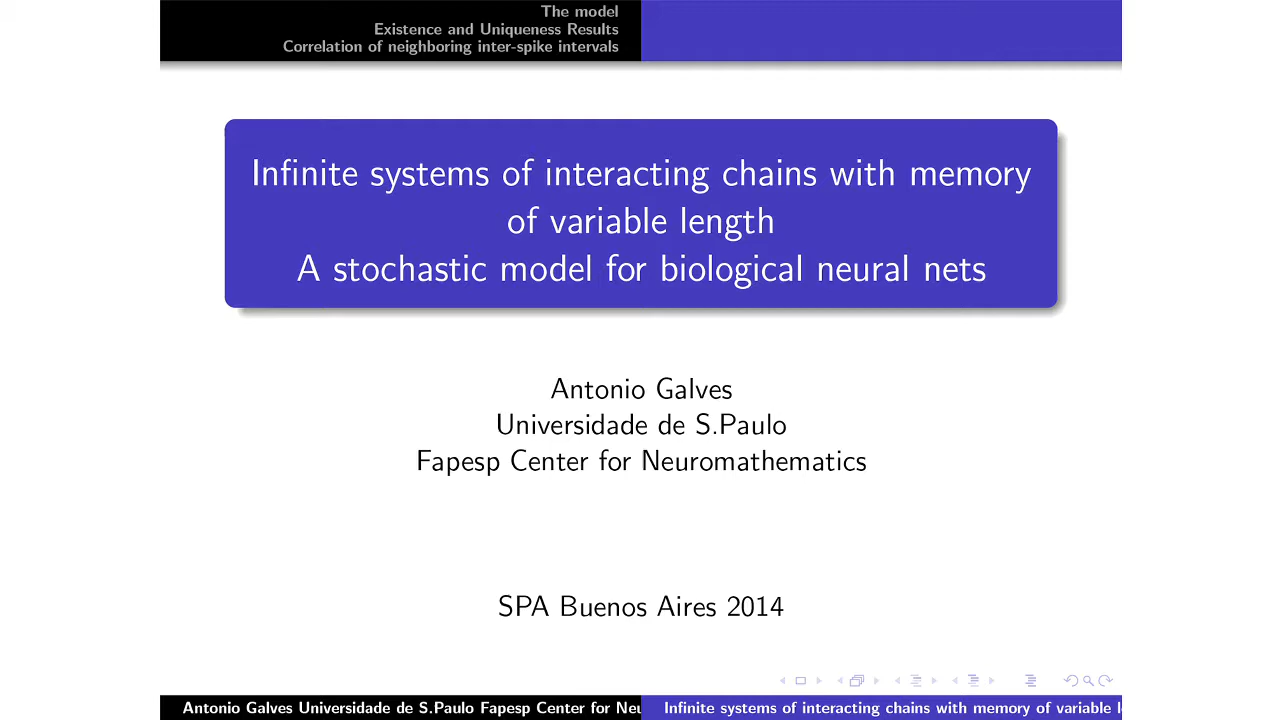 The model
Existence and Uniqueness Results
Correlation of neighboring inter-spike intervals
Infinite systems of interacting chains with memory
of variable length
A stochastic model for biological neural nets
Antonio Galves
Universidade de S.Paulo
Fapesp Center for Neuromathematics
SPA Buenos Aires 2014
Antonio Galves Universidade de S.Paulo Fapesp Center for
Infinite systems of interacting chains with memory of variable